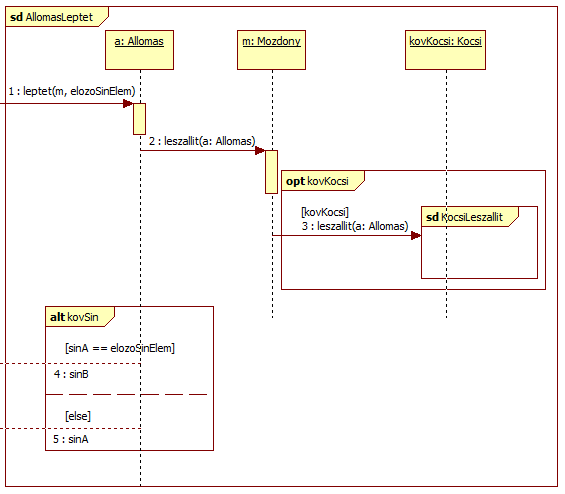 sd AllomasLeptet
a: Allomas
m: Mozdony
kovKocsi: Kocsi
1 : leptet(m, elozoSinElem)
2 : leszallit(a: Allomas)
opt kovKocsi
[kovKocsi]
3 : leszallit(a: Allomas)
sd KocsiLeszallit
alt kovSin
[sinA == elozoSinElem]
4 : sinB
[else]
5 : sinA